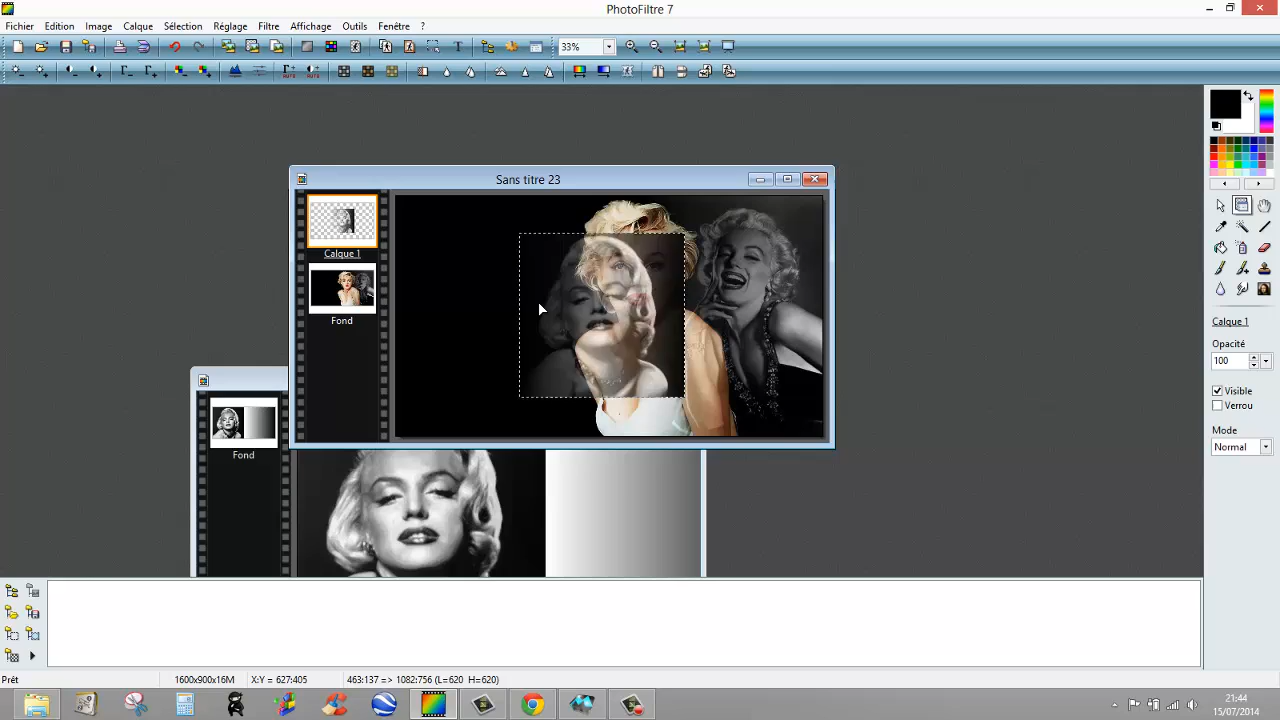 PhotoFiltre 7
Fichier Edition Image Calque Sélection Réglage Filtre Affichage Outils Fenêtre ?
33%
AUTO AUTO
Sans titre 23
Calque 1
Fond
Fond
Calque 1
Opacité
100
Visible
Verrou
Mode
Normal
Prêt 1600x900x16M X:Y = 627:405 463:137 => 1082:756 (L=620 H=620)
21:44
15/07/2014